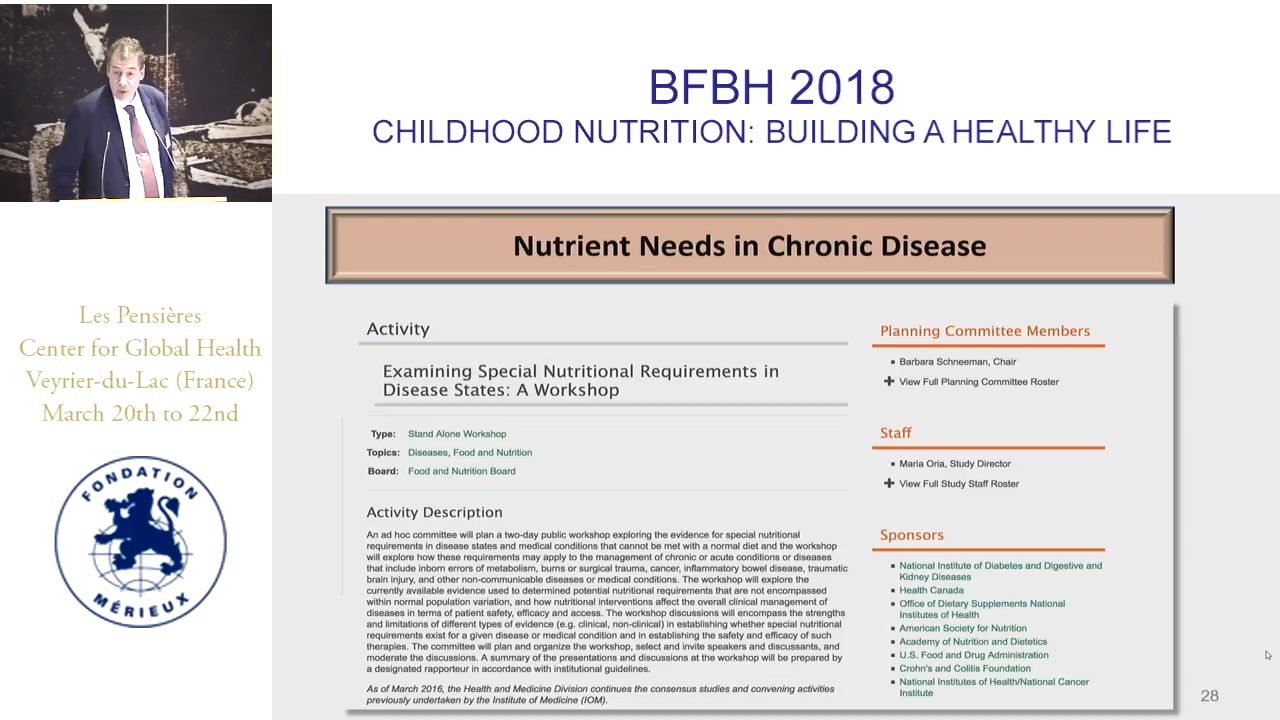 BFBH 2018
CHILDHOOD NUTRITION: BUILDING A HEALTHY LIFE
Les Pensières
Center for Global Health
Veyrier-du-Lac (France)
March 20th to 22nd
FONDATION
MÉRIEUX
Nutrient Needs in Chronic Disease
Activity
Examining Special Nutritional Requirements in
Disease States: A Workshop
Type: Stand Alone Workshop
Topics: Diseases, Food and Nutrition
Board: Food and Nutrition Board
Activity Description
An ad hoc committee will plan a two-day public workshop exploring the evidence for special nutritional
requirements in disease states and medical conditions that cannot be met with a normal diet and the workshop
will explore how these requirements may apply to the management of chronic or acute conditions or diseases
that include inborn errors of metabolism, burns or surgical trauma, cancer, inflammatory bowel disease, traumatic
brain injury, and other non-communicable diseases or medical conditions. The workshop will explore the
currently available evidence used to determined potential nutritional requirements that are not encompassed
within normal population variation, and how nutritional interventions affect the overall clinical management of
diseases in terms of patient safety, efficacy and access. The workshop discussions will encompass the strengths
and limitations of different types of evidence (e.g. clinical, non-clinical) in establishing whether special nutritional
requirements exist for a given disease or medical condition and in establishing the safety and efficacy of such
therapies. The committee will plan and organize the workshop, select and invite speakers and discussants, and
moderate the discussions. A summary of the presentations and discussions at the workshop will be prepared by
a designated rapporteur in accordance with institutional guidelines.
As of March 2016, the Health and Medicine Division continues the consensus studies and convening activities
previously undertaken by the Institute of Medicine (IOM).
Planning Committee Members
Barbara Schneeman, Chair
View Full Planning Committee Roster
Staff
Maria Oria, Study Director
View Full Study Staff Roster
Sponsors
National Institute of Diabetes and Digestive and
Kidney Diseases
Health Canada
Office of Dietary Supplements National
Institutes of Health
American Society for Nutrition
Academy of Nutrition and Dietetics
U.S. Food and Drug Administration
Crohn's and Colitis Foundation
National Institutes of Health/National Cancer
Institute
28